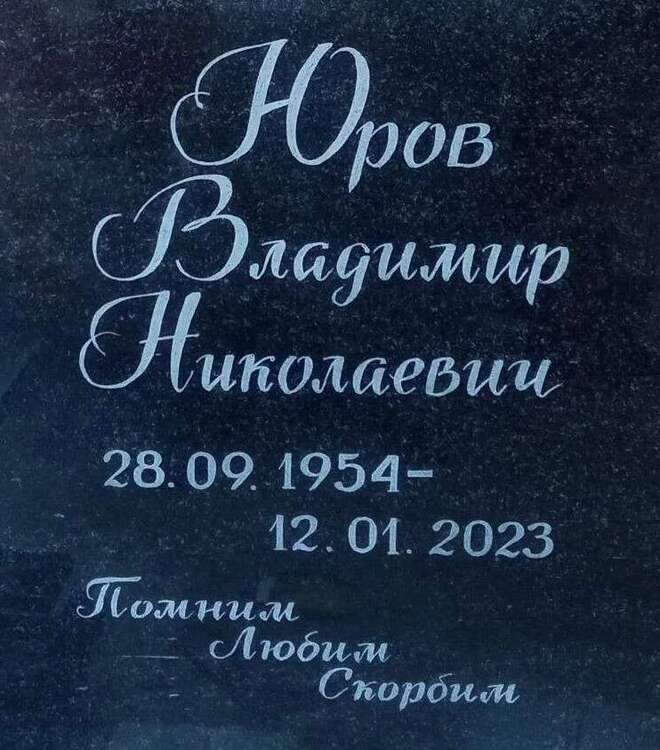 Юров
Владимир
Николаевич
28.09.1954-
12.01.2023
Помним
Любим
Скорбим